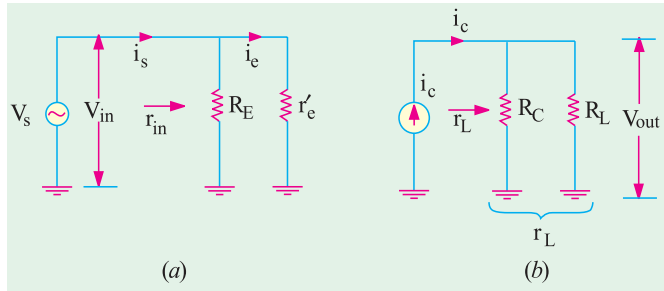 i_s
i_e
V_s
V_in
r_in
R_E
r'_e
(a)
i_c
i_c
r_L
R_C
R_L
V_out
r_L
(b)